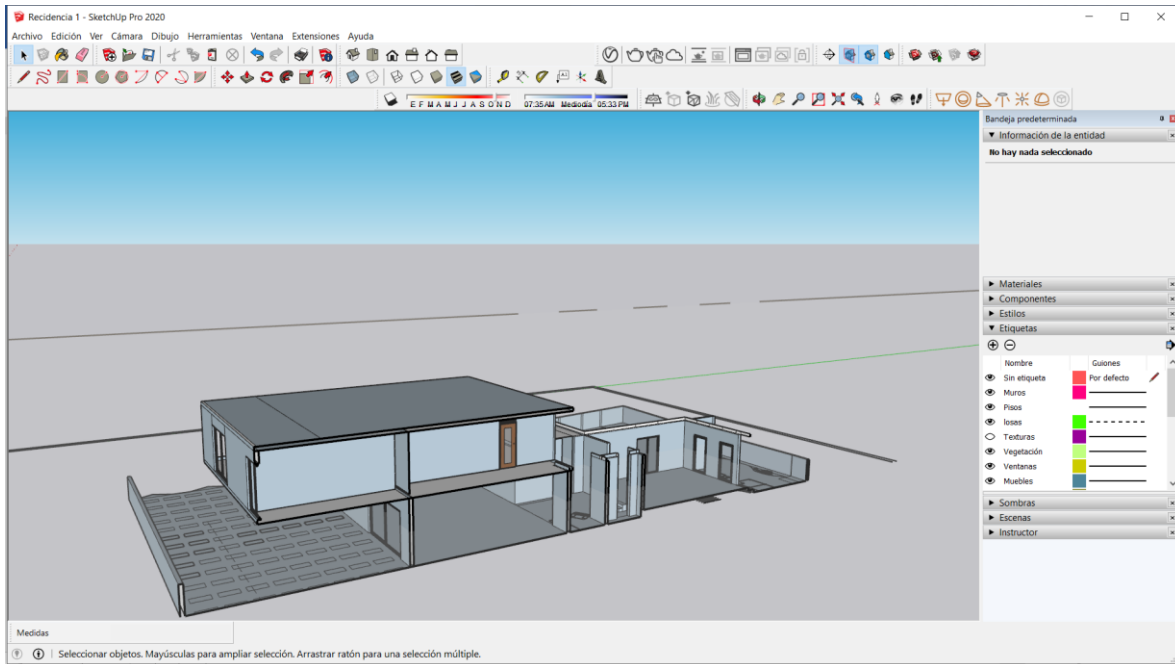 Recidencia 1 - SketchUp Pro 2020
Archivo Edición Ver Cámara Dibujo Herramientas Ventana Extensiones Ayuda
E F M A M J J A S O N D 07:35 AM Mediodía 05:33 PM
Bandeja predeterminada
Información de la entidad
No hay nada seleccionado
Materiales
Componentes
Estilos
Etiquetas
Nombre Guiones
Sin etiqueta Por defecto
Muros
Pisos
losas
Texturas
Vegetación
Ventanas
Muebles
Sombras
Escenas
Instructor
Medidas
Seleccionar objetos. Mayúsculas para ampliar selección. Arrastrar ratón para una selección múltiple.